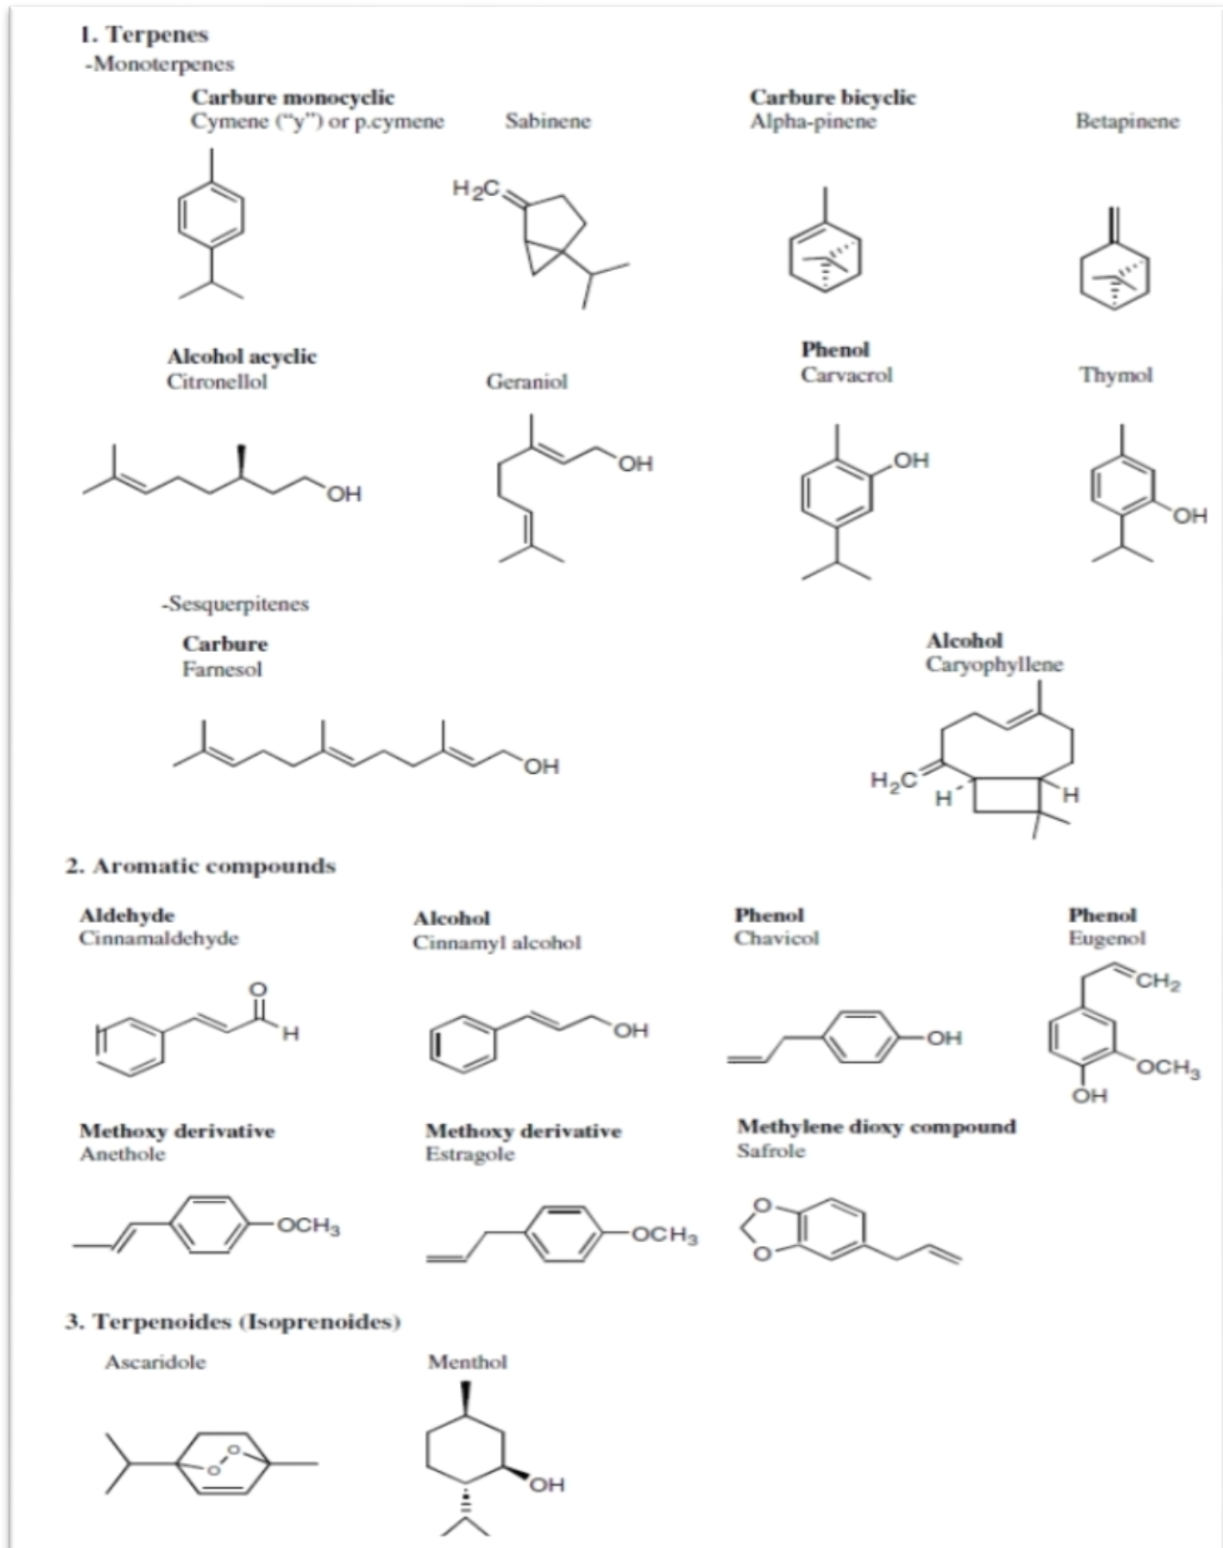 1. Terpenes
-Monoterpenes
Carbure monocyclic
Cymene ("y") or p.cymene
Sabinene
Carbure bicyclic
Alpha-pinene
Betapinene
H2C
Alcohol acyclic
Citronellol
Geraniol
Phenol
Carvacrol
Thymol
OH
OH
OH
OH
-Sesquerpitenes
Carbure
Farnesol
Alcohol
Caryophyllene
OH
H2C
H
H
2. Aromatic compounds
Aldehyde
Cinnamaldehyde
Alcohol
Cinnamyl alcohol
Phenol
Chavicol
Phenol
Eugenol
O
H
OH
OH
CH2
OCH3
OH
Methoxy derivative
Anethole
Methoxy derivative
Estragole
Methylene dioxy compound
Safrole
OCH3
OCH3
O
O
3. Terpenoides (Isoprenoides)
Ascaridole
Menthol
O
O
OH